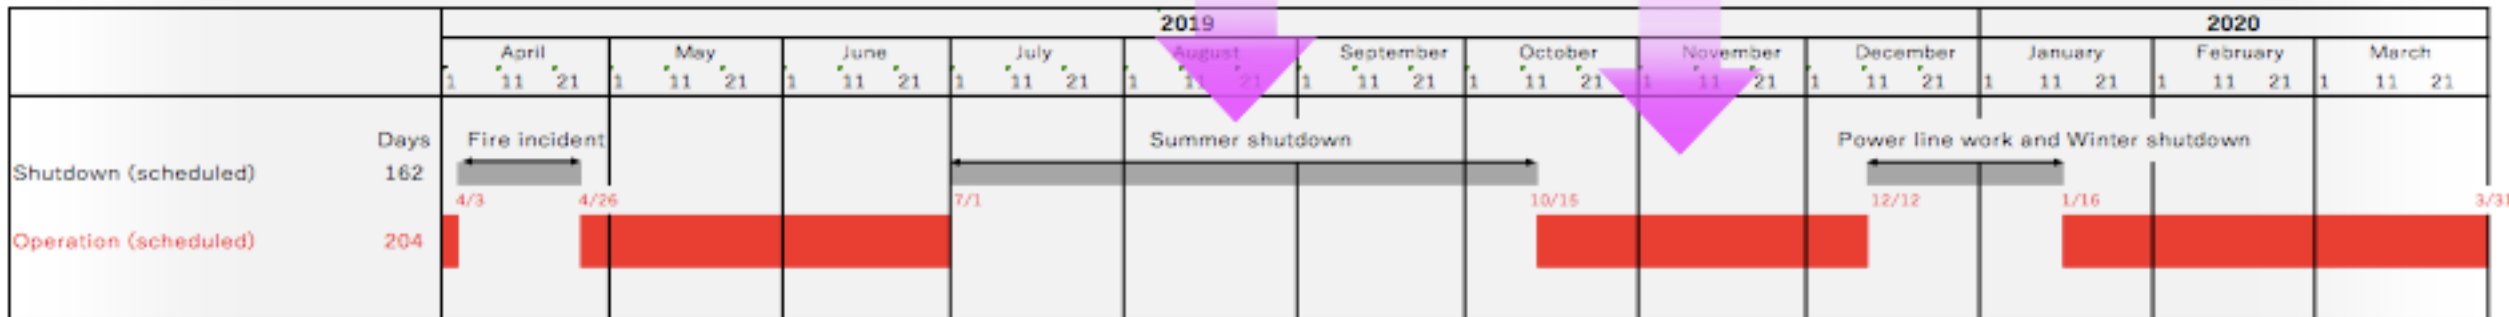 2019 2020
April May June July August September October November December January February March
1 11 21 1 11 21 1 11 21 1 11 21 1 11 21 1 11 21 1 11 21 1 11 21 1 11 21 1 11 21 1 11 21 1 11 21
Days Fire incident Summer shutdown Power line work and Winter shutdown
Shutdown (scheduled) 162
4/3 4/26 7/1 10/15 12/12 1/16 3/31
Operation (scheduled) 204